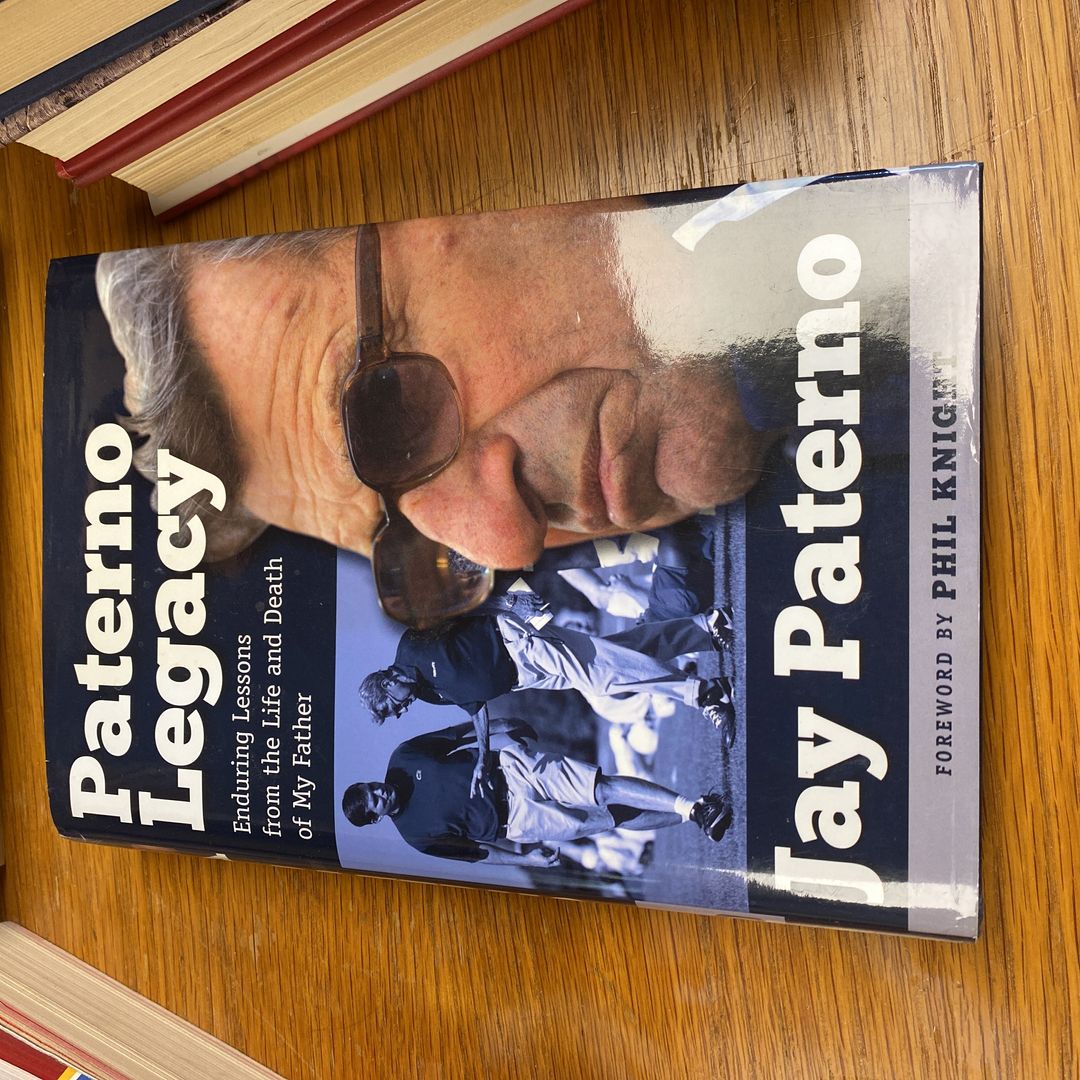 Paterno
Legacy
Enduring Lessons
from the Life and Death
of My Father
Jay Paterno
FOREWORD BY PHIL KNIGHT